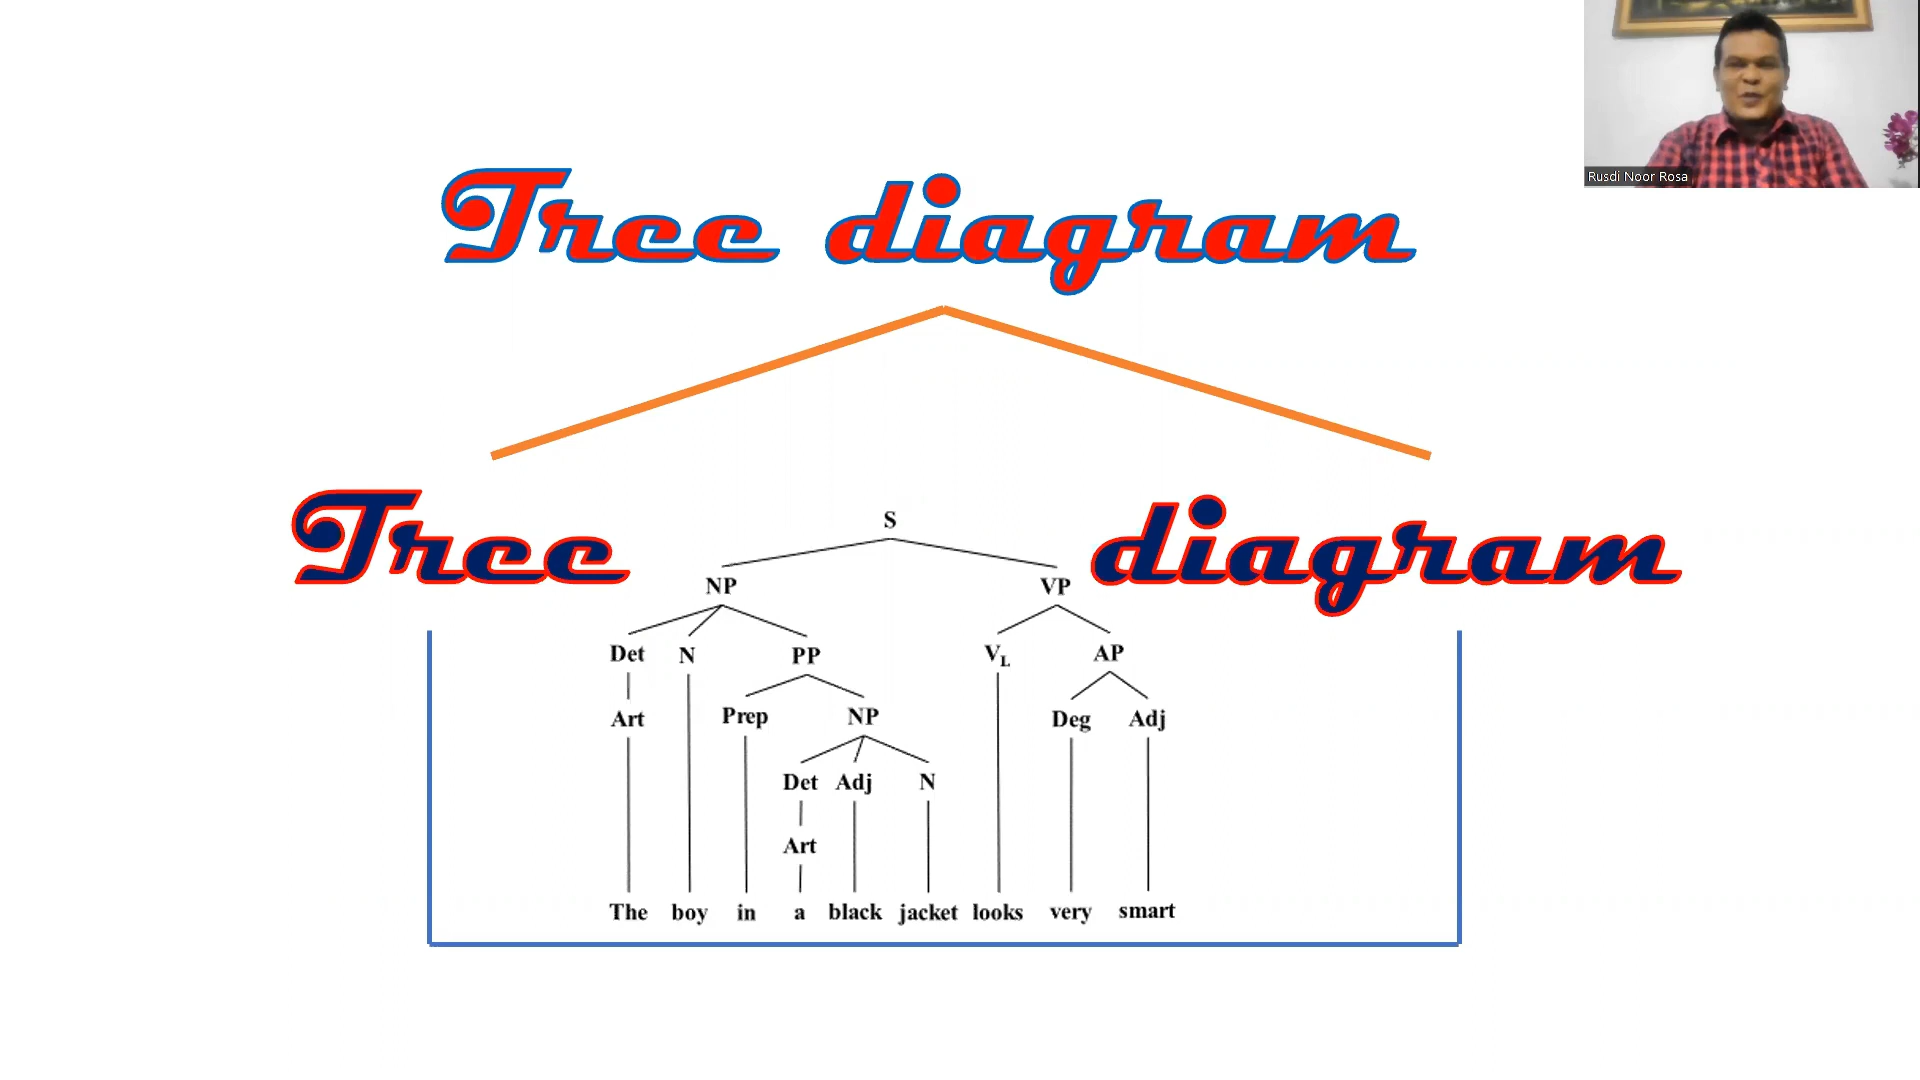 Rusdi Noor Rosa
Tree diagram
Tree diagram
S
NP VP
Det N PP VL AP
Art Prep NP Deg Adj
Det Adj N
Art
The boy in a black jacket looks very smart